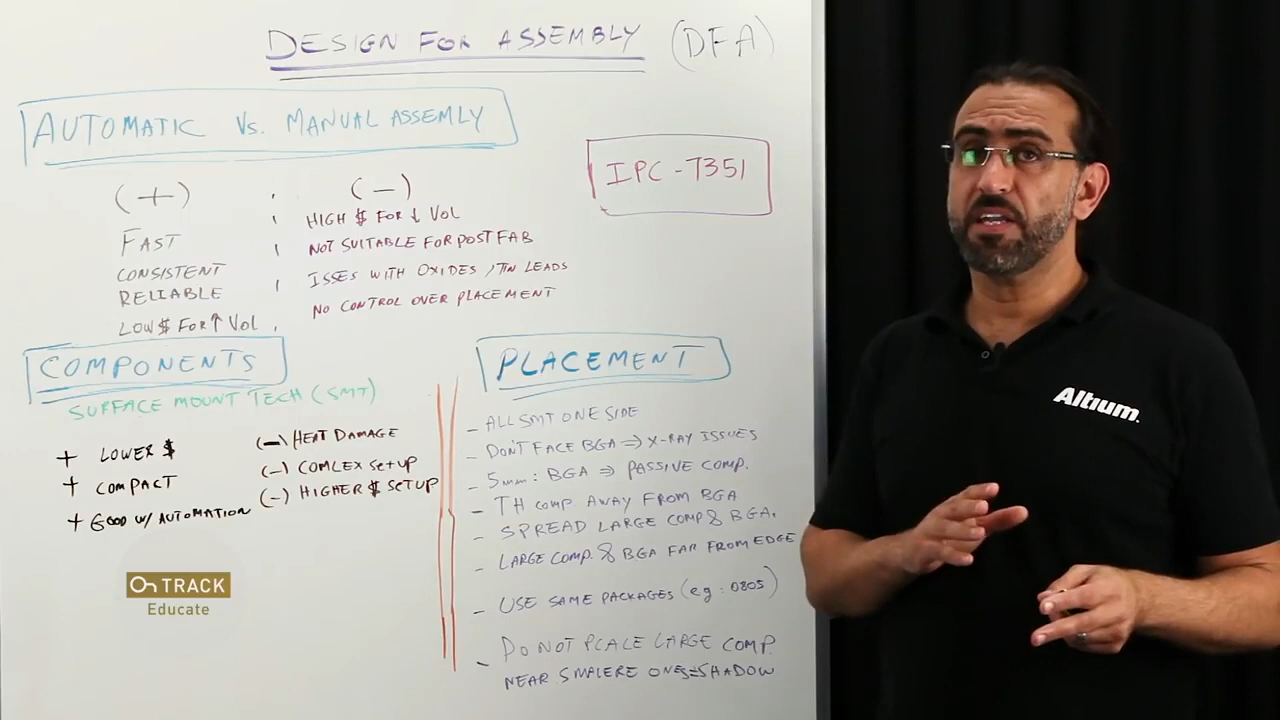 DESIGN FOR ASSEMBLY (DFA)
AUTOMATIC Vs. MANUAL ASSEMLY
IPC-7351
(+)
(-)
FAST
CONSISTENT
RELIABLE
LOW $ FOR ↑ VOL
HIGH $ FOR ↓ VOL
NOT SUITABLE FOR POST FAB
ISSES WITH OXIDES / TIN LEADS
NO CONTROL OVER PLACEMENT
COMPONENTS
SURFACE MOUNT TECH (SMT)
+ LOWER $
+ COMPACT
+ GOOD W/ AUTOMATION
(-) HEAT DAMAGE
(-) COMLEX SETUP
(-) HIGHER $ SETUP
PLACEMENT
- ALL SMT ONE SIDE
- DON'T FACE BGA => X-RAY ISSUES
- 5mm: BGA => PASSIVE COMP.
- TH COMP AWAY FROM BGA
- SPREAD LARGE COMP & BGA.
- LARGE COMP. & BGA FAR FROM EDGE
- USE SAME PACKAGES (eg: 0805)
- DO NOT PCALE LARGE COMP.
NEAR SMALERE ONES=SHADOW
Altium.
On TRACK
Educate